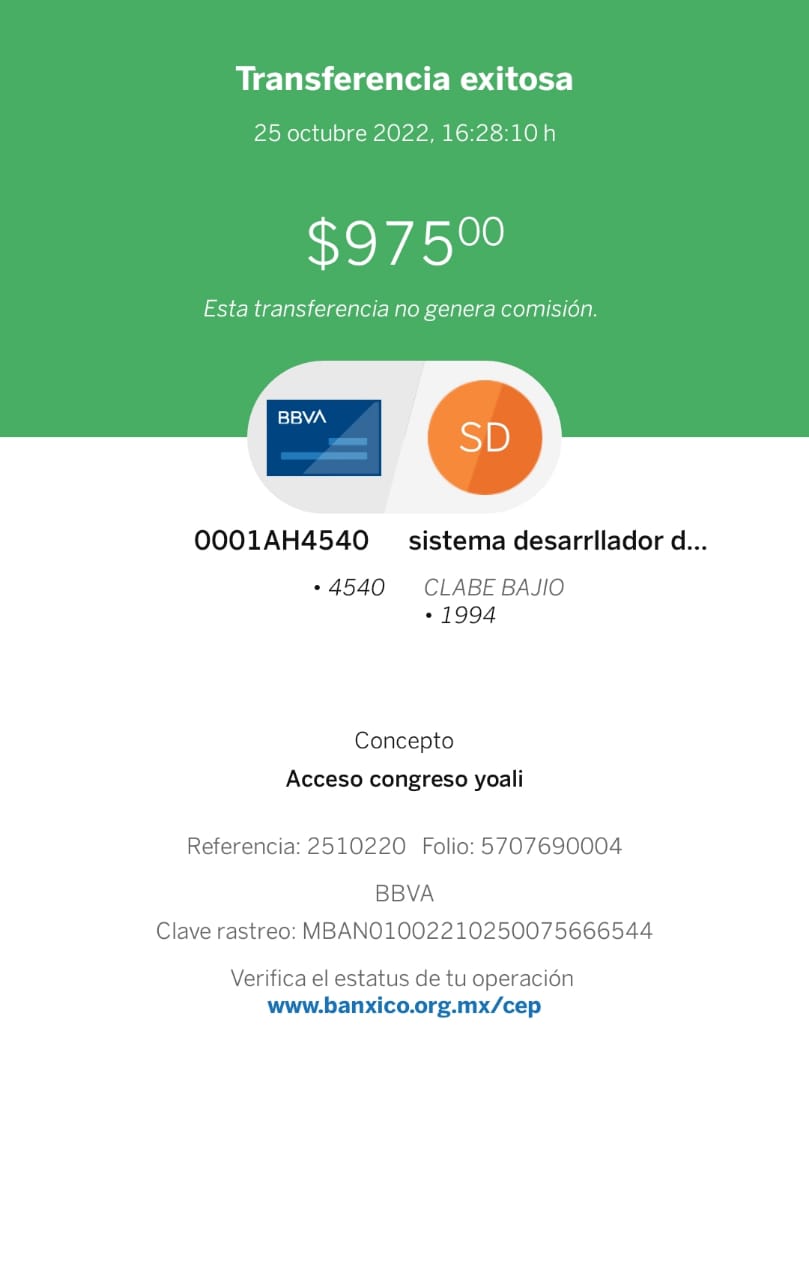 Transferencia exitosa
25 octubre 2022, 16:28:10 h
$975⁰⁰
Esta transferencia no genera comisión.
BBVA
SD
0001AH4540 sistema desarrllador d...
• 4540 CLABE BAJIO
• 1994
Concepto
Acceso congreso yoali
Referencia: 2510220 Folio: 5707690004
BBVA
Clave rastreo: MBAN01002210250075666544
Verifica el estatus de tu operación
www.banxico.org.mx/cep